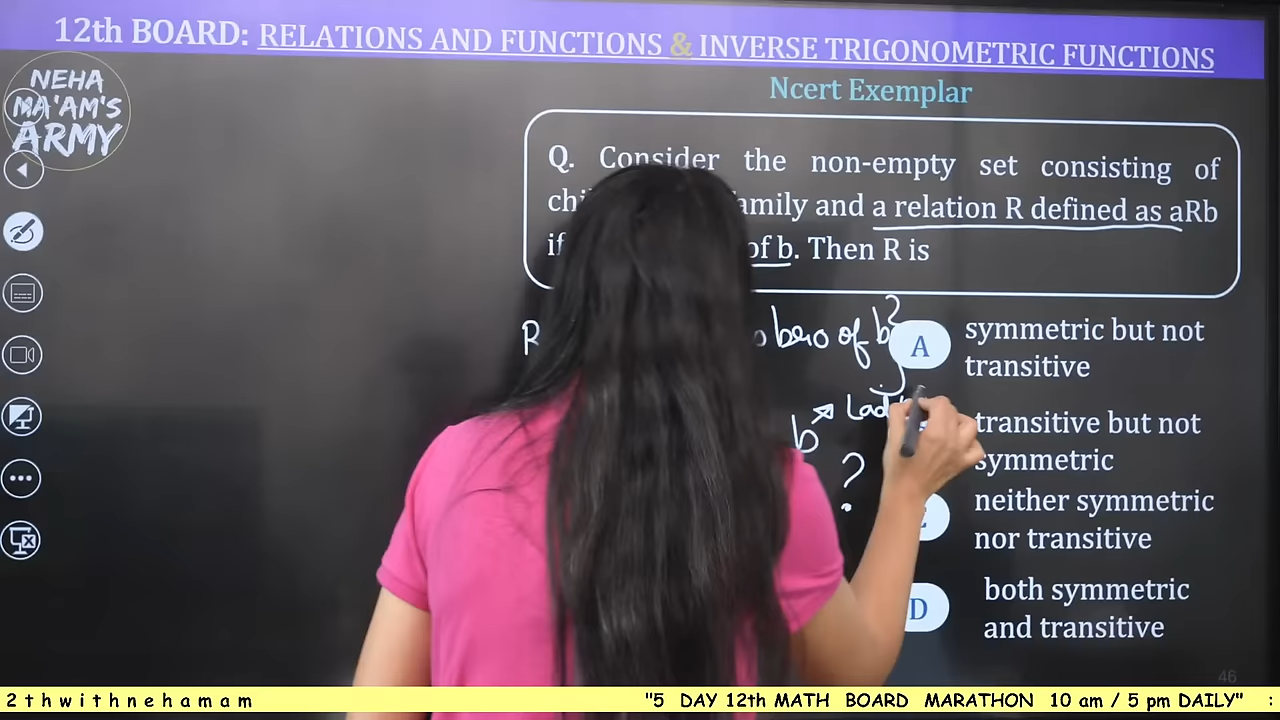 12th BOARD: RELATIONS AND FUNCTIONS & INVERSE TRIGONOMETRIC FUNCTIONS
NEHA
MA'AM'S
ARMY
Ncert Exemplar
Q. Consider the non-empty set consisting of
amily and a relation R defined as aRb
if of b. Then R is
R of b}
b → Lad
?
A symmetric but not
transitive
transitive but not
symmetric
neither symmetric
nor transitive
D both symmetric
and transitive
46
2thwithnehamam "5 DAY 12th MATH BOARD MARATHON 10 am / 5 pm DAILY" :